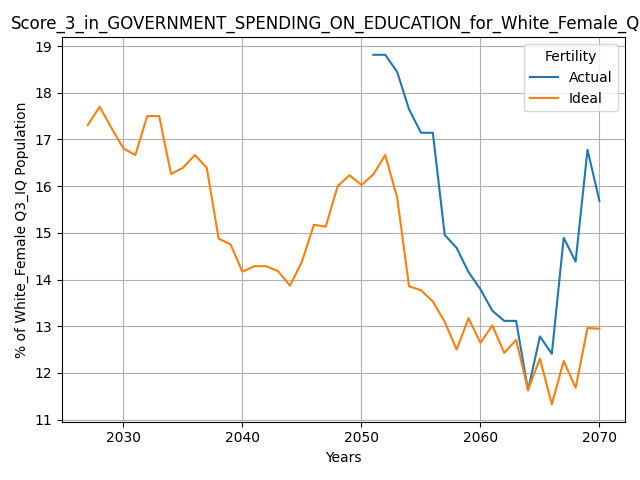 Score_3_in_GOVERNMENT_SPENDING_ON_EDUCATION_for_White_Female_Q
19
18
17
16
15
14
13
12
11
% of White_Female Q3_IQ Population
Fertility
Actual
Ideal
2030 2040 2050 2060 2070
Years